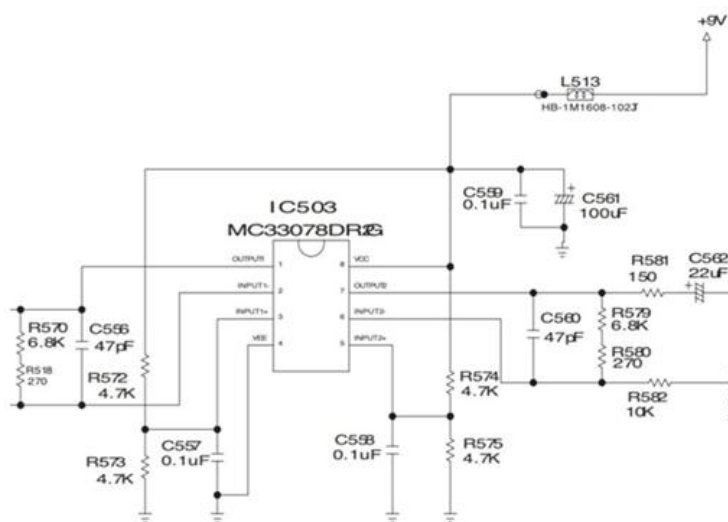 +9V
L513
HB-1M1608-102JT
C559
0.1uF
C561
100uF
IC503
MC33078DR2G
OUTPUT1
1
8
VCC
INPUT1-
2
7
OUTPUT2
INPUT1+
3
6
INPUT2-
VEE
4
5
INPUT2+
R581
150
C562
22uF
R570
6.8K
C556
47pF
R518
270
R572
4.7K
C560
47pF
R579
6.8K
R580
270
R574
4.7K
R582
10K
R573
4.7K
C557
0.1uF
C558
0.1uF
R575
4.7K